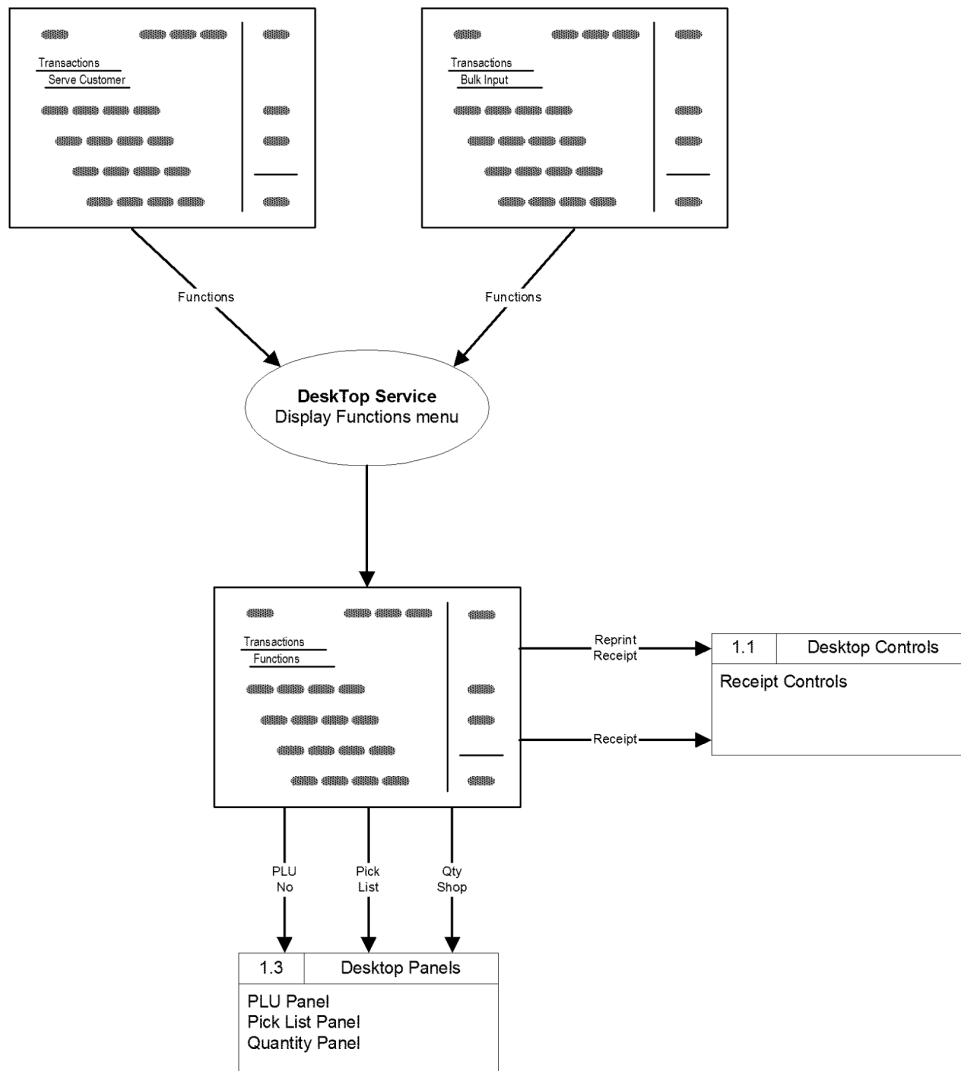 Transactions
Serve Customer
Transactions
Bulk Input
Functions
Functions
DeskTop Service
Display Functions menu
Transactions
Functions
Reprint
Receipt
Receipt
1.1
Desktop Controls
Receipt Controls
PLU
No
Pick
List
Qty
Shop
1.3
Desktop Panels
PLU Panel
Pick List Panel
Quantity Panel